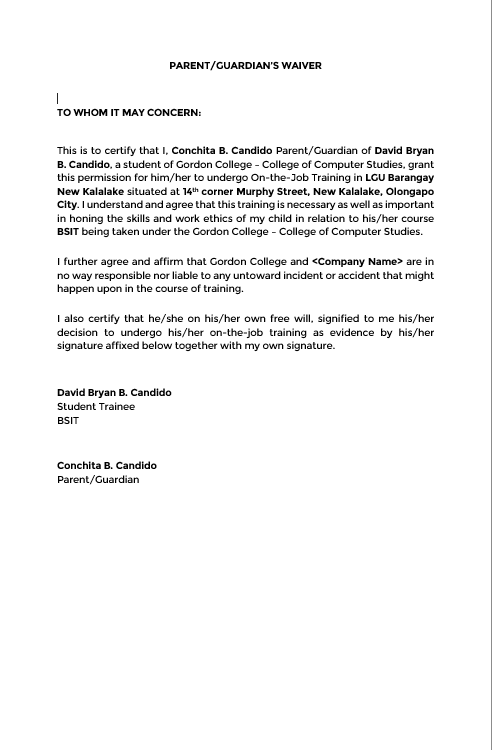 PARENT/GUARDIAN'S WAIVER
TO WHOM IT MAY CONCERN:
This is to certify that I, Conchita B. Candido Parent/Guardian of David Bryan
B. Candido, a student of Gordon College – College of Computer Studies, grant
this permission for him/her to undergo On-the-Job Training in LGU Barangay
New Kalalake situated at 14th corner Murphy Street, New Kalalake, Olongapo
City. I understand and agree that this training is necessary as well as important
in honing the skills and work ethics of my child in relation to his/her course
BSIT being taken under the Gordon College – College of Computer Studies.
I further agree and affirm that Gordon College and <Company Name> are in
no way responsible nor liable to any untoward incident or accident that might
happen upon in the course of training.
I also certify that he/she on his/her own free will, signified to me his/her
decision to undergo his/her on-the-job training as evidence by his/her
signature affixed below together with my own signature.
David Bryan B. Candido
Student Trainee
BSIT
Conchita B. Candido
Parent/Guardian